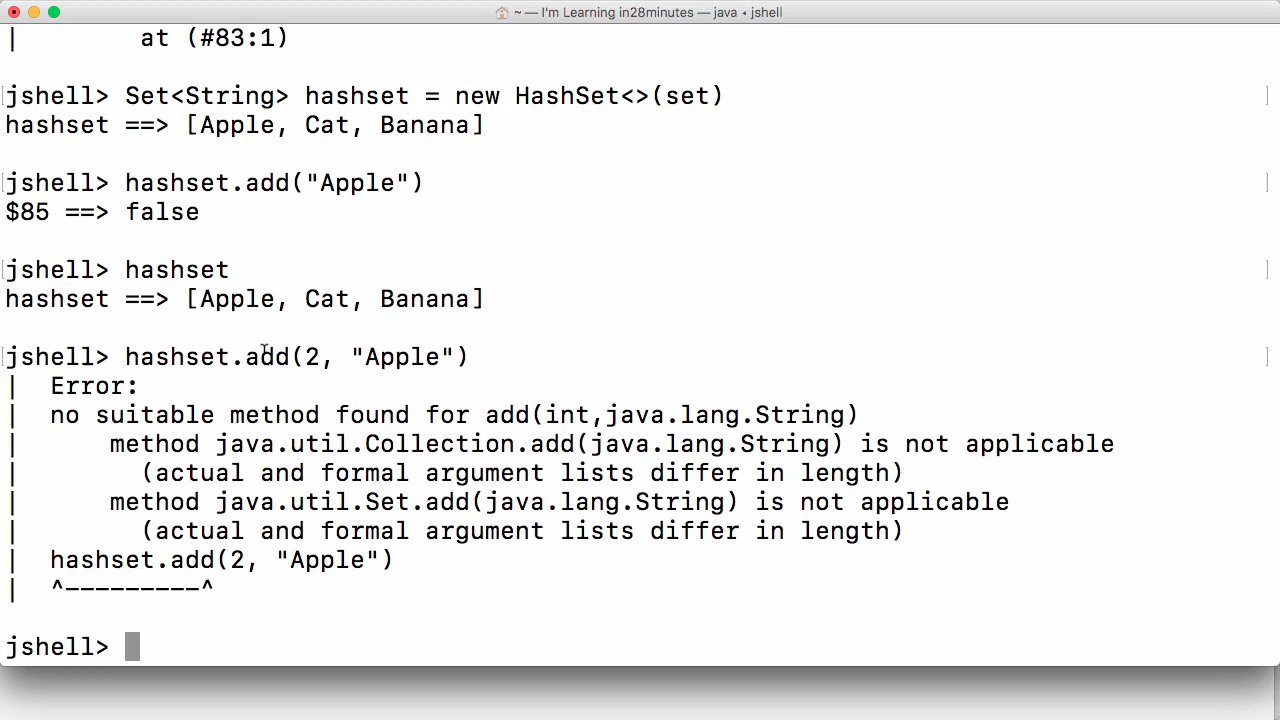 ~ — I'm Learning in28minutes — java ◂ jshell
|        at (#83:1)
jshell> Set<String> hashset = new HashSet<>(set)
hashset ==> [Apple, Cat, Banana]
jshell> hashset.add("Apple")
$85 ==> false
jshell> hashset
hashset ==> [Apple, Cat, Banana]
jshell> hashset.add(2, "Apple")
|  Error:
|  no suitable method found for add(int,java.lang.String)
|      method java.util.Collection.add(java.lang.String) is not applicable
|        (actual and formal argument lists differ in length)
|      method java.util.Set.add(java.lang.String) is not applicable
|        (actual and formal argument lists differ in length)
|  hashset.add(2, "Apple")
|  ^---------^
jshell>